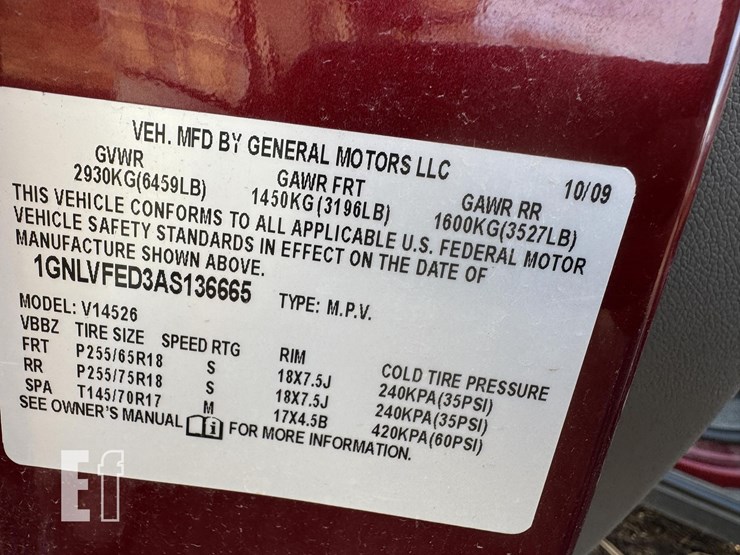 VEH. MFD BY GENERAL MOTORS LLC 10/09
GVWR GAWR FRT GAWR RR
2930KG(6459LB) 1450KG(3196LB) 1600KG(3527LB)
THIS VEHICLE CONFORMS TO ALL APPLICABLE U.S. FEDERAL MOTOR
VEHICLE SAFETY STANDARDS IN EFFECT ON THE DATE OF
MANUFACTURE SHOWN ABOVE.
1GNLVFED3AS136665 TYPE: M.P.V.
MODEL: V14526
VBBZ TIRE SIZE SPEED RTG RIM COLD TIRE PRESSURE
FRT P255/65R18 S 18X7.5J 240KPA(35PSI)
RR P255/75R18 S 18X7.5J 240KPA(35PSI)
SPA T145/70R17 M 17X4.5B 420KPA(60PSI)
SEE OWNER'S MANUAL i FOR MORE INFORMATION.
Ef